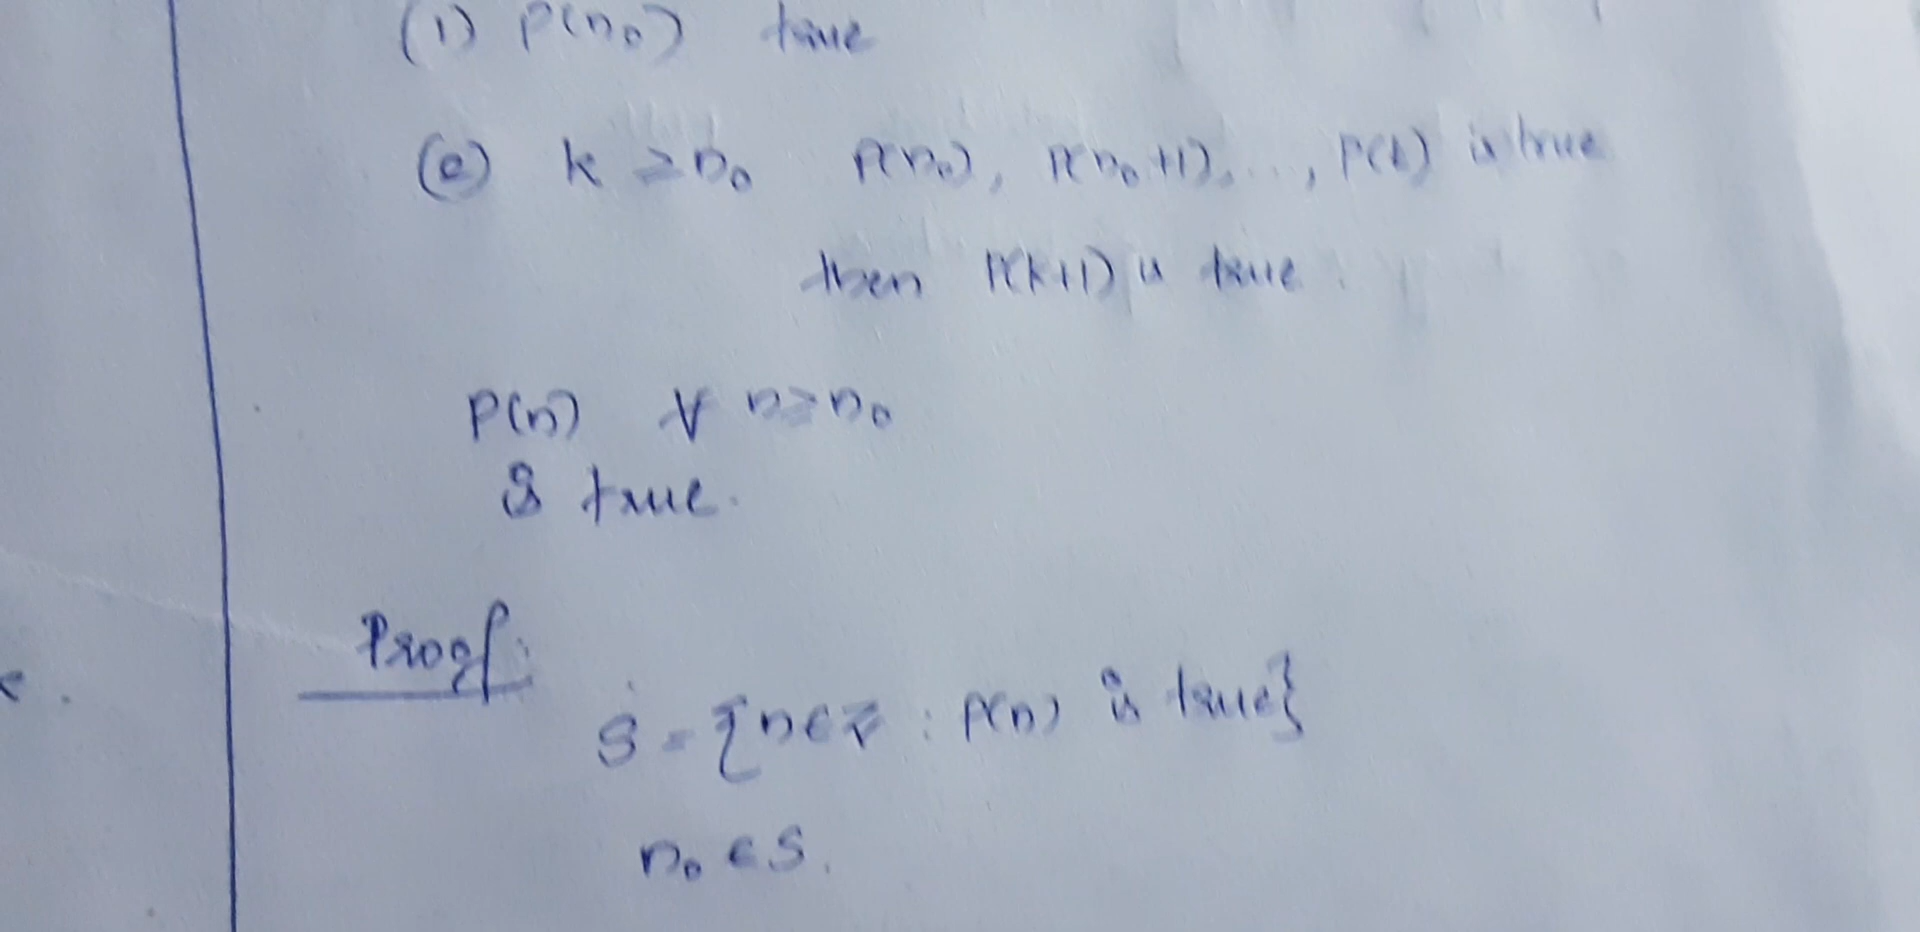 (1) P(n₀) true
(2) k ≥ n₀ P(n₀), P(n₀+1), ..., P(k) is true
then P(k+1) is true.
P(n) ∀ n ≥ n₀
is true.
Proof:
S = {n ∈ Z : P(n) is true}
n₀ ∈ S.